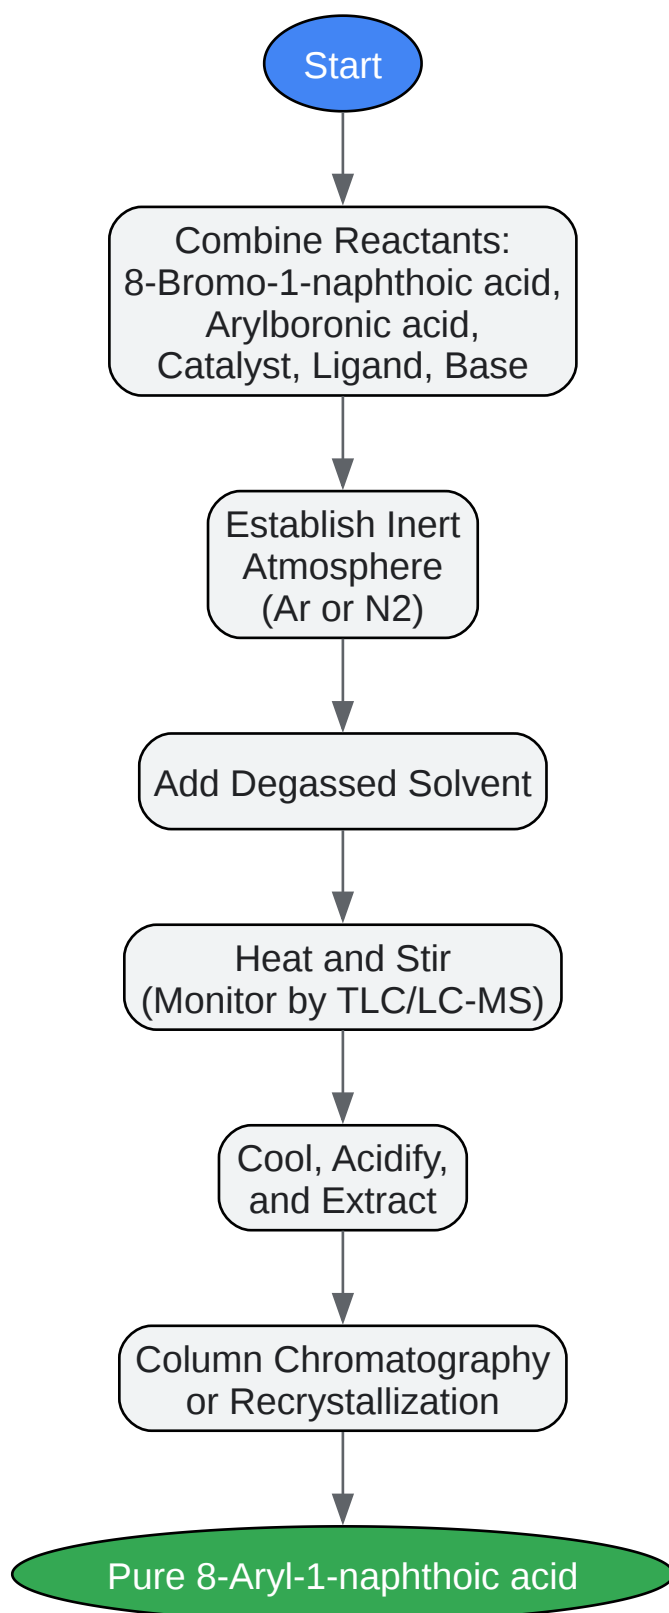 Start
Combine Reactants:
8-Bromo-1-naphthoic acid,
Arylboronic acid,
Catalyst, Ligand, Base
Establish Inert
Atmosphere
(Ar or N2)
Add Degassed Solvent
Heat and Stir
(Monitor by TLC/LC-MS)
Cool, Acidify,
and Extract
Column Chromatography
or Recrystallization
Pure 8-Aryl-1-naphthoic acid